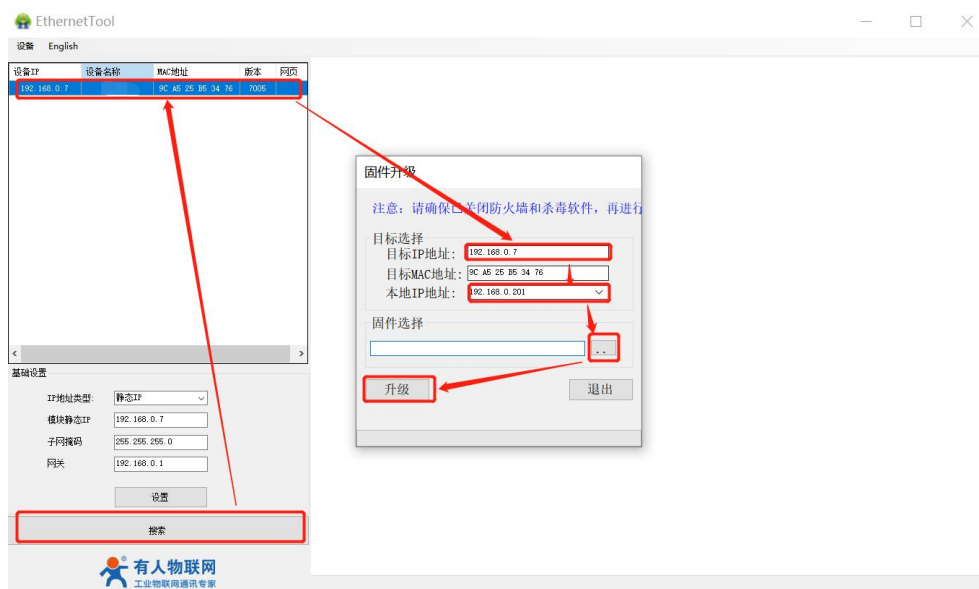 EthernetTool
设备 English
设备IP 设备名称 MAC地址 版本 网页
192.168.0.7 9C A5 25 B5 34 76 7005
固件升级
注意：请确保已关闭防火墙和杀毒软件，再进行
目标选择
目标IP地址： 192.168.0.7
目标MAC地址： 9C A5 25 B5 34 76
本地IP地址： 192.168.0.201
固件选择
..
升级 退出
基础设置
IP地址类型: 静态IP
模块静态IP 192.168.0.7
子网掩码 255.255.255.0
网关 192.168.0.1
设置
搜索
有人物联网
工业物联网通讯专家